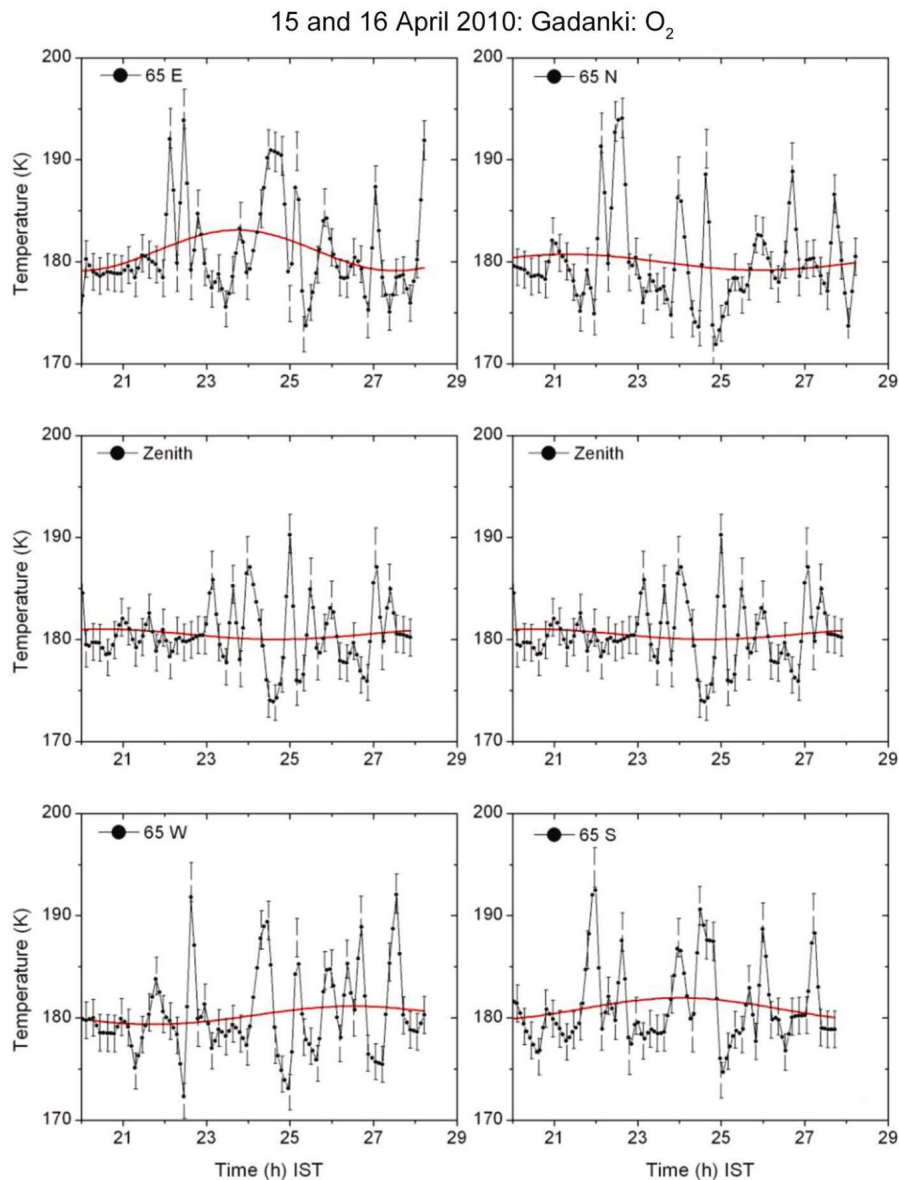 15 and 16 April 2010: Gadanki: O2
200
65 E
190
180
170
Temperature (K)
21 23 25 27 29
200
65 N
190
180
170
Temperature (K)
21 23 25 27 29
200
Zenith
190
180
170
Temperature (K)
21 23 25 27 29
200
Zenith
190
180
170
Temperature (K)
21 23 25 27 29
200
65 W
190
180
170
Temperature (K)
21 23 25 27 29
Time (h) IST
200
65 S
190
180
170
Temperature (K)
21 23 25 27 29
Time (h) IST